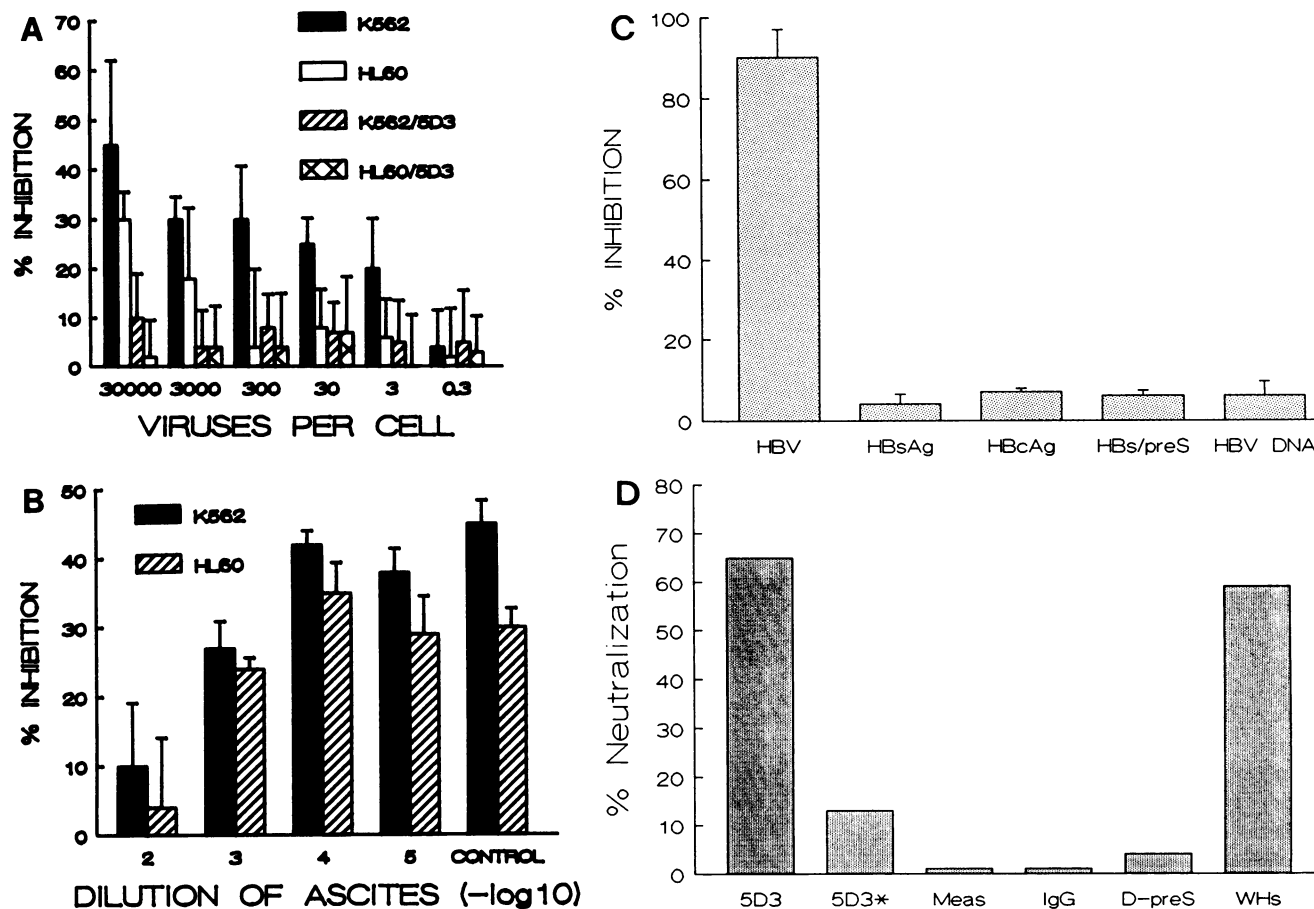 A
70
60
50
40
30
20
10
0
% INHIBITION
K562
HL60
K562/5D3
HL60/5D3
30000 3000 300 30 3 0.3
VIRUSES PER CELL
B
50
40
30
20
10
0
% INHIBITION
K562
HL60
2 3 4 5 CONTROL
DILUTION OF ASCITES (-log10)
C
100
80
60
40
20
0
% INHIBITION
HBV HBsAg HBcAg HBs/preS HBV DNA
D
80
70
60
50
40
30
20
10
0
% Neutralization
5D3 5D3* Meas IgG D-preS WHs